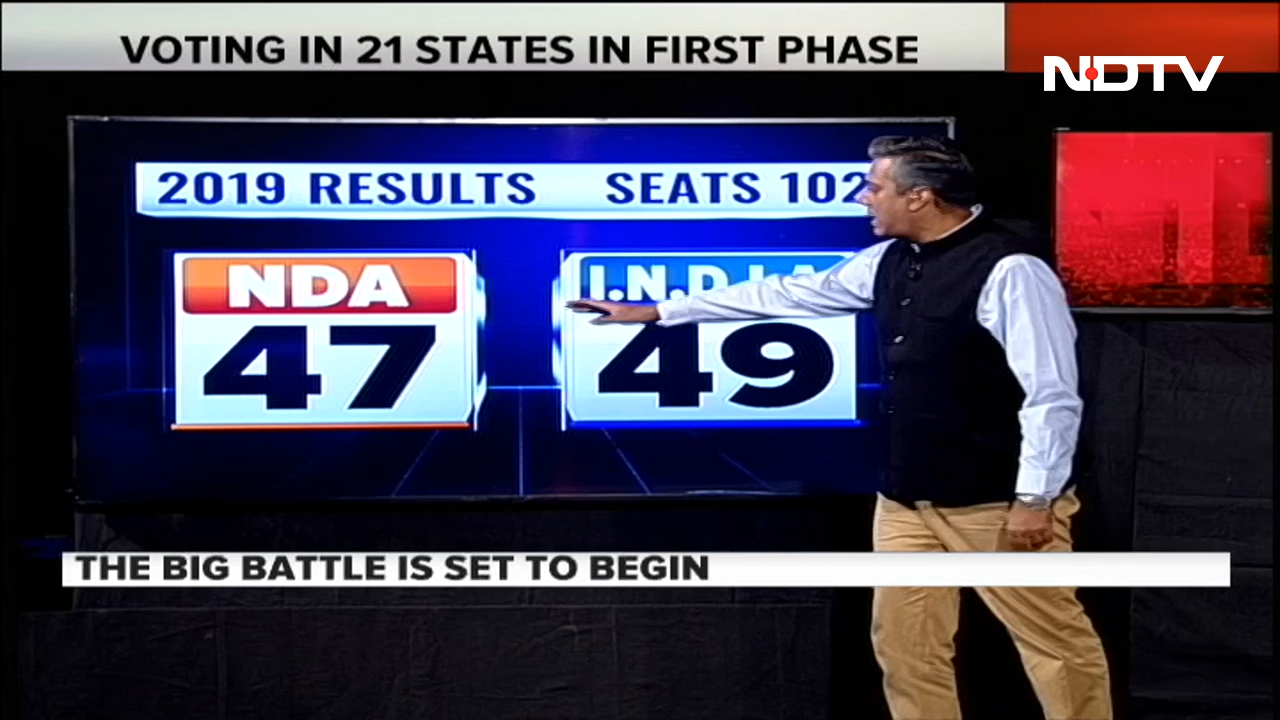 VOTING IN 21 STATES IN FIRST PHASE
NDTV
2019 RESULTS SEATS 102
NDA
I.N.D.I.A
47
49
THE BIG BATTLE IS SET TO BEGIN